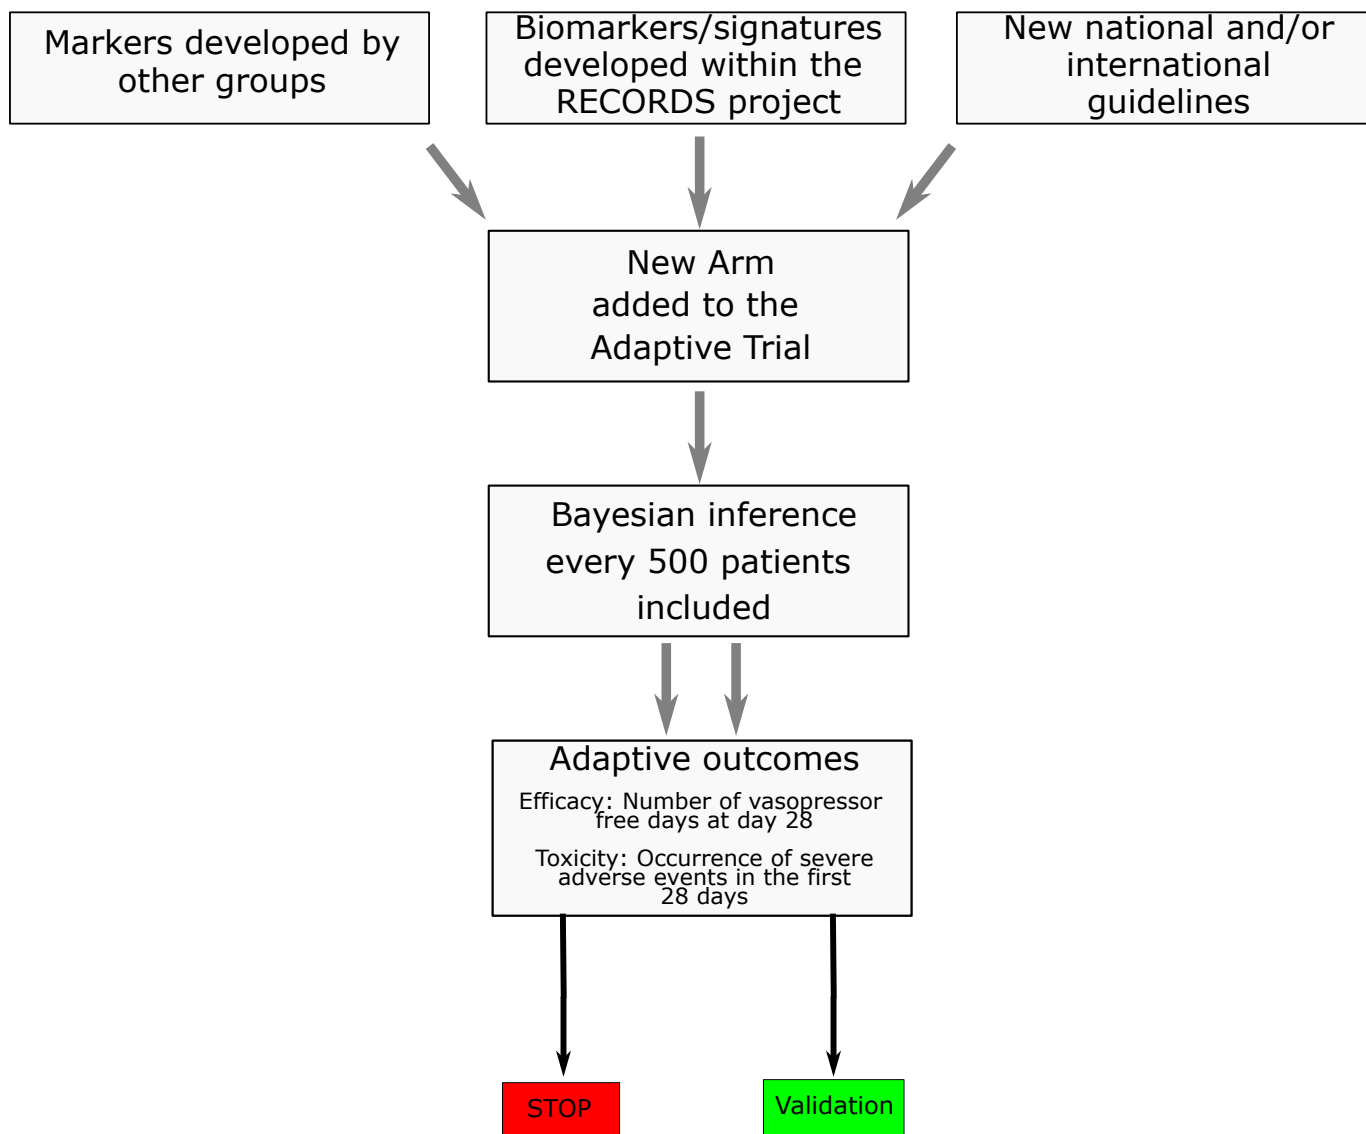 Markers developed by
other groups
Biomarkers/signatures
developed within the
RECORDS project
New national and/or
international
guidelines
New Arm
added to the
Adaptive Trial
Bayesian inference
every 500 patients
included
Adaptive outcomes
Efficacy: Number of vasopressor
free days at day 28
Toxicity: Occurrence of severe
adverse events in the first
28 days
STOP
Validation